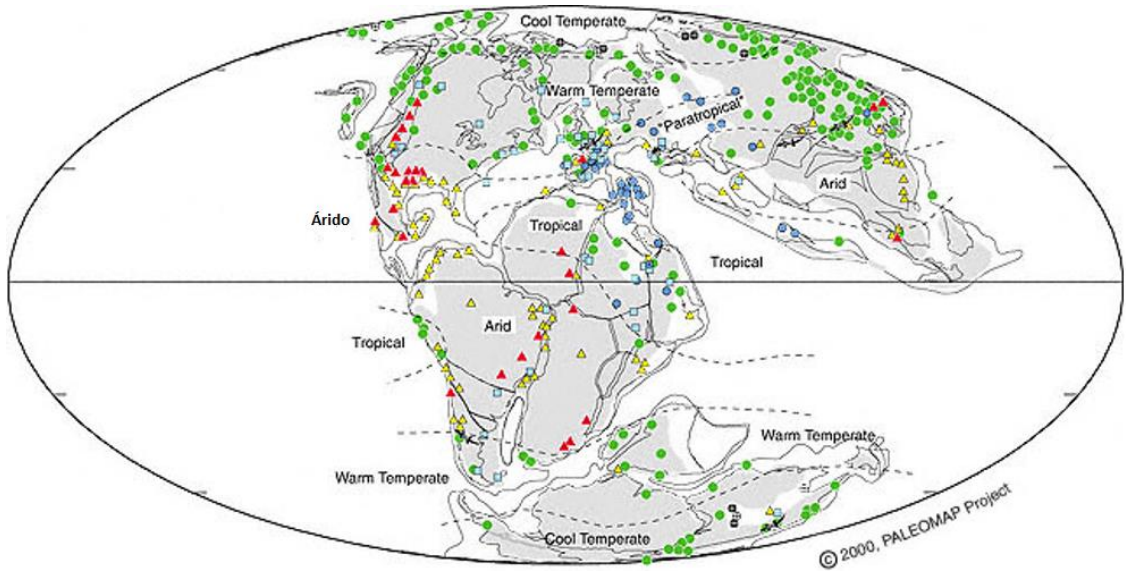 Cool Temperate
Warm Temperate
"Paratropical"
Arid
Árido
Tropical
Tropical
Arid
Tropical
Warm Temperate
Warm Temperate
Cool Temperate
© 2000, PALEOMAP Project